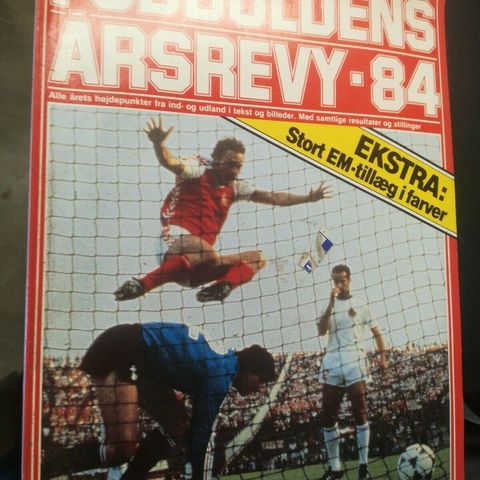 FODBOLDENS
ÅRSREVY·84
Alle årets højdepunkter fra ind- og udland i tekst og billeder. Med samtlige resultater og stillinger
EKSTRA:
Stort EM-tillæg i farver